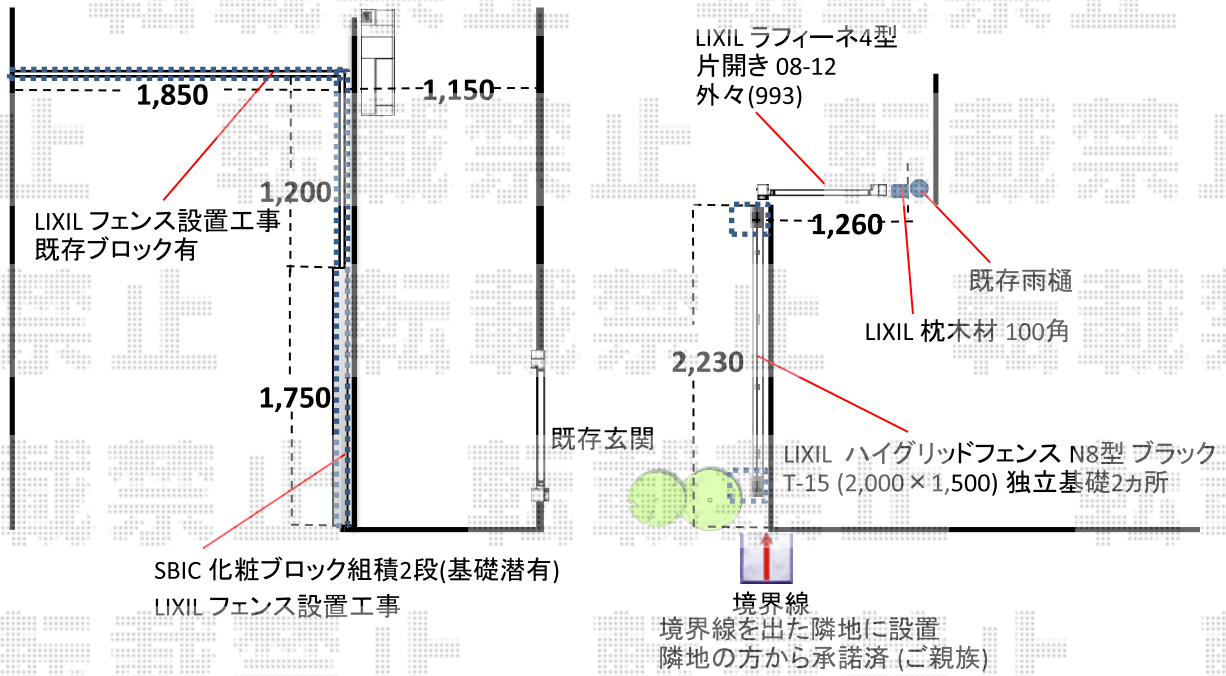 1,850
1,150
1,200
LIXIL フェンス設置工事
既存ブロック有
1,750
既存玄関
SBIC 化粧ブロック組積2段(基礎潜有)
LIXIL フェンス設置工事
LIXIL ラフィーネ4型
片開き 08-12
外々(993)
1,260
既存雨樋
LIXIL 枕木材 100角
2,230
LIXIL ハイグリッドフェンス N8型 ブラック
T-15 (2,000×1,500) 独立基礎2ヵ所
境界線
境界線を出た隣地に設置
隣地の方から承諾済 (ご親族)
転載禁止